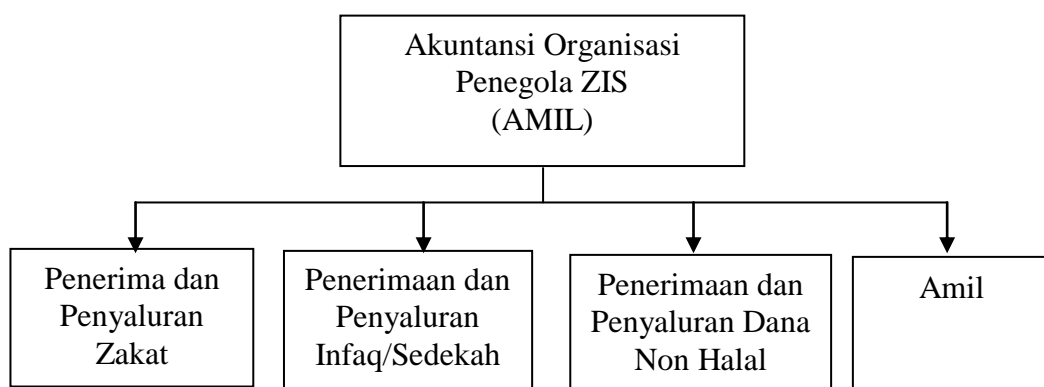 Akuntansi Organisasi
Penegola ZIS
(AMIL)
Penerima dan
Penyaluran
Zakat
Penerimaan dan
Penyaluran
Infaq/Sedekah
Penerimaan dan
Penyaluran Dana
Non Halal
Amil